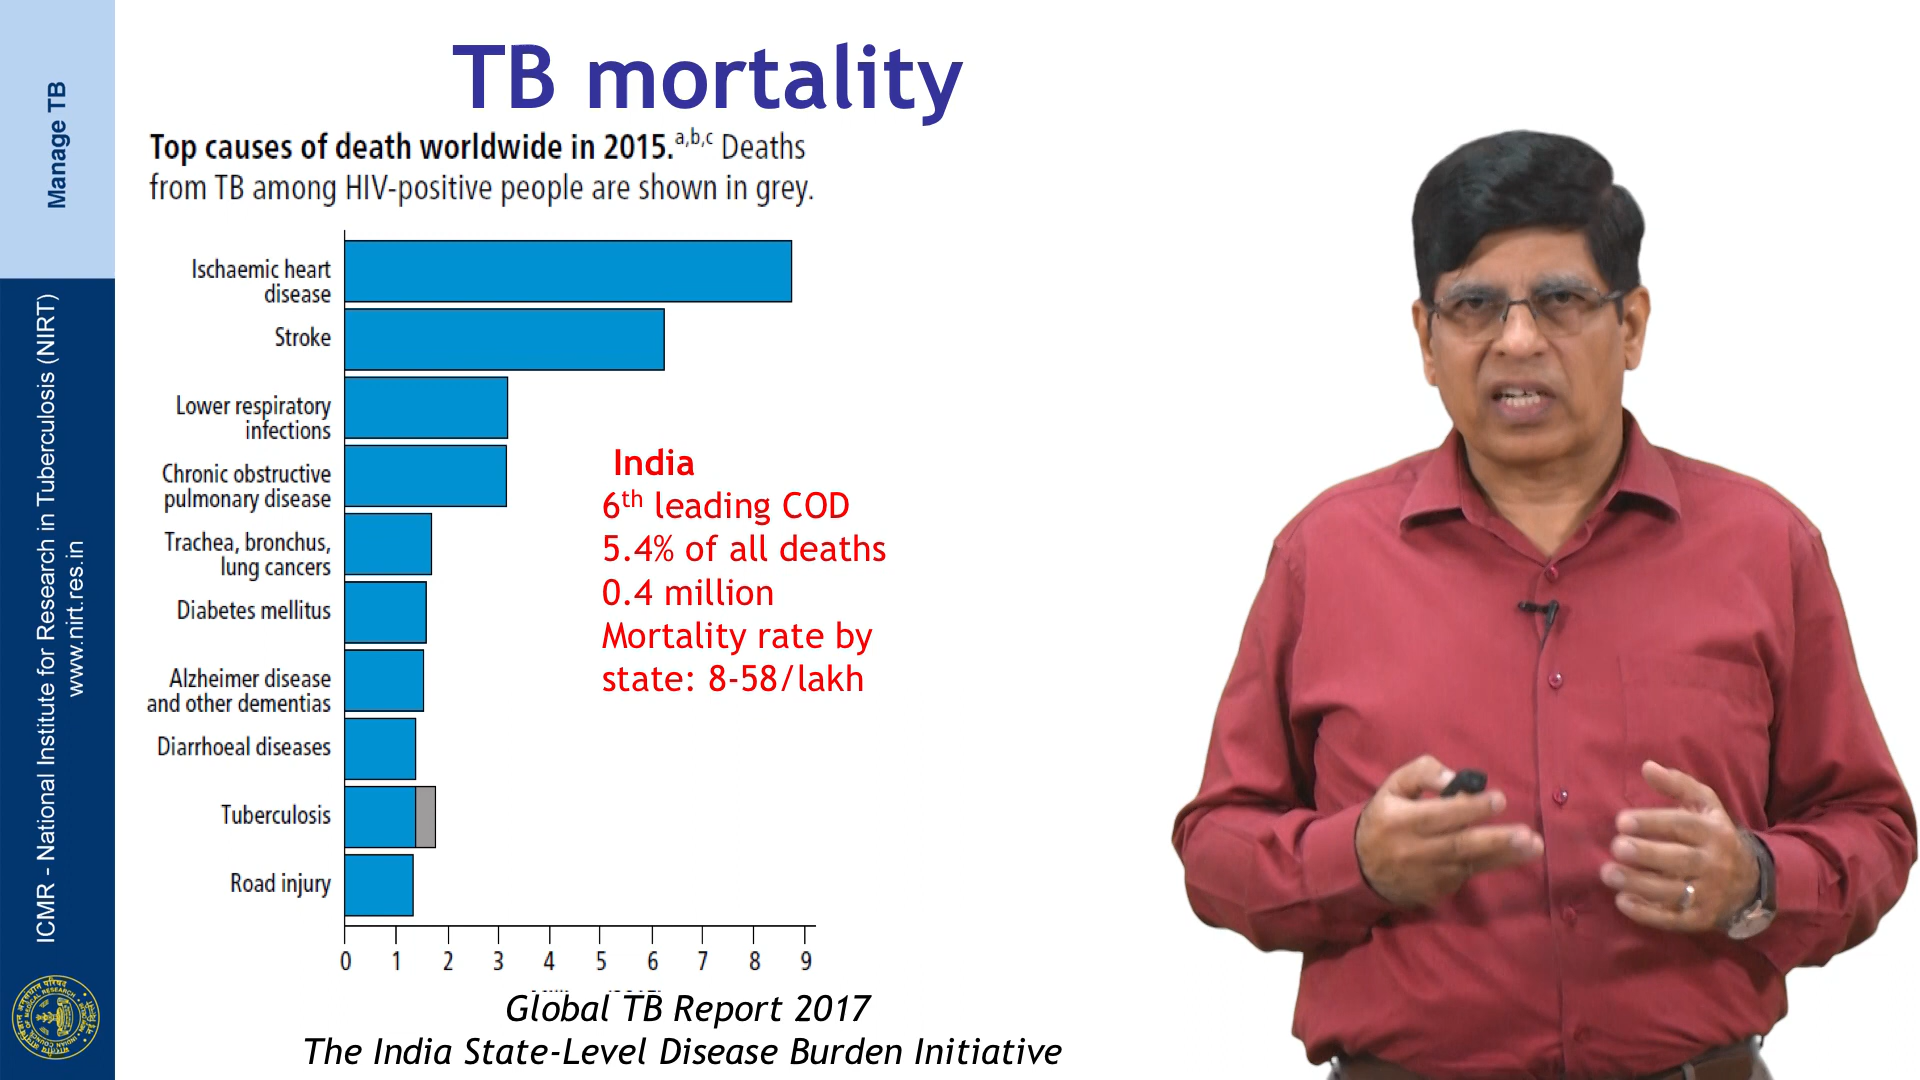 Manage TB
ICMR - National Institute for Research in Tuberculosis (NIRT)
www.nirt.res.in
TB mortality
Top causes of death worldwide in 2015.a,b,c Deaths
from TB among HIV-positive people are shown in grey.
Ischaemic heart
disease
Stroke
Lower respiratory
infections
Chronic obstructive
pulmonary disease
Trachea, bronchus,
lung cancers
Diabetes mellitus
Alzheimer disease
and other dementias
Diarrhoeal diseases
Tuberculosis
Road injury
0 1 2 3 4 5 6 7 8 9
India
6th leading COD
5.4% of all deaths
0.4 million
Mortality rate by
state: 8-58/lakh
Global TB Report 2017
The India State-Level Disease Burden Initiative